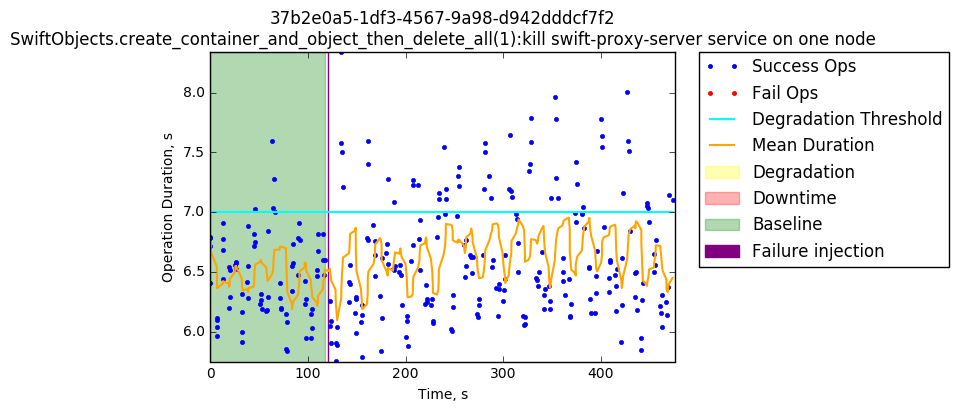 37b2e0a5-1df3-4567-9a98-d942dddcf7f2
SwiftObjects.create_container_and_object_then_delete_all(1):kill swift-proxy-server service on one node
Operation Duration, s
8.0
7.5
7.0
6.5
6.0
0
100
200
300
400
Time, s
Success Ops
Fail Ops
Degradation Threshold
Mean Duration
Degradation
Downtime
Baseline
Failure injection